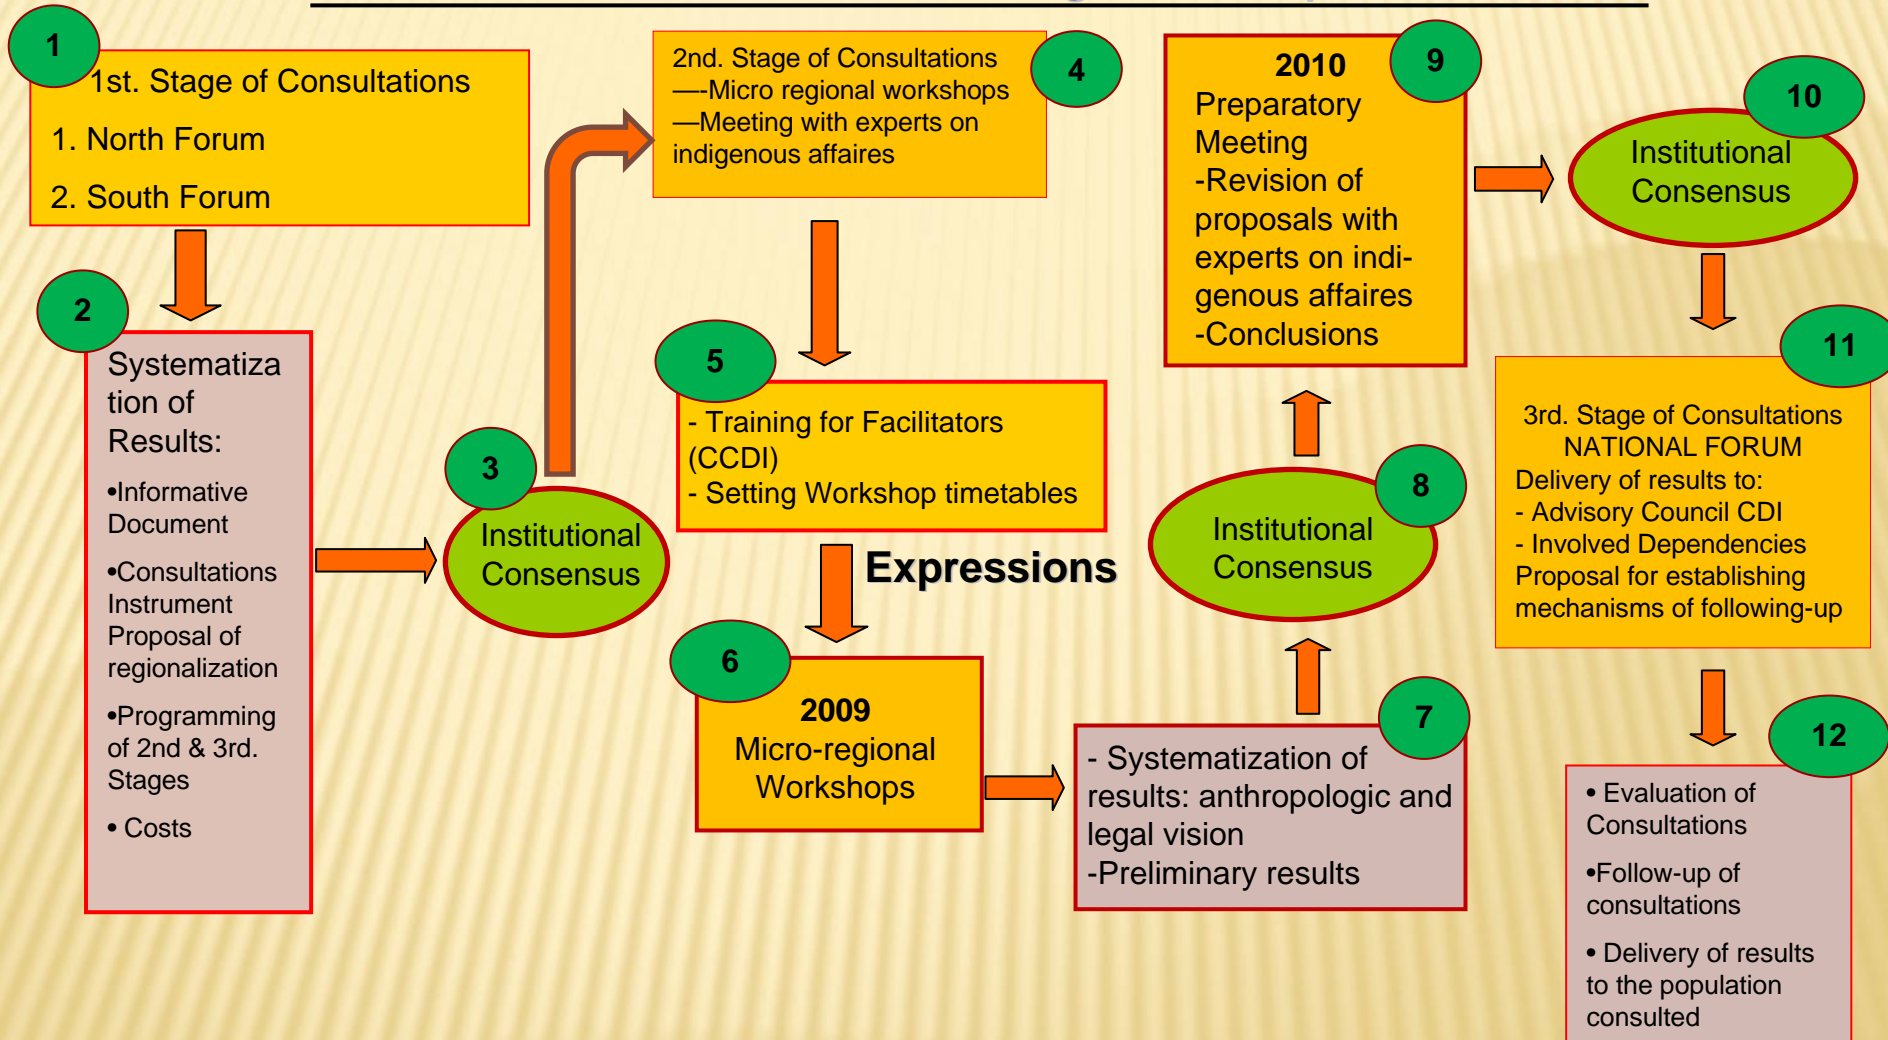 1
1st. Stage of Consultations
1. North Forum
2. South Forum
2
Systematiza
tion of
Results:
•Informative
Document
•Consultations
Instrument
Proposal of
regionalization
•Programming
of 2nd & 3rd.
Stages
• Costs
3
Institutional
Consensus
4
2nd. Stage of Consultations
—-Micro regional workshops
—Meeting with experts on
indigenous affaires
5
- Training for Facilitators
(CCDI)
- Setting Workshop timetables
Expressions
6
2009
Micro-regional
Workshops
7
- Systematization of
results: anthropologic and
legal vision
-Preliminary results
8
Institutional
Consensus
9
2010
Preparatory
Meeting
-Revision of
proposals with
experts on indi-
genous affaires
-Conclusions
10
Institutional
Consensus
11
3rd. Stage of Consultations
NATIONAL FORUM
Delivery of results to:
- Advisory Council CDI
- Involved Dependencies
Proposal for establishing
mechanisms of following-up
12
• Evaluation of
Consultations
•Follow-up of
consultations
• Delivery of results
to the population
consulted